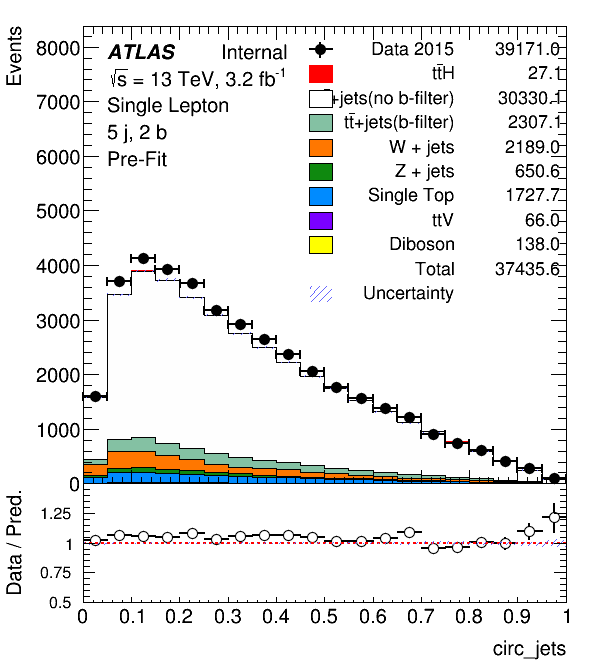 Events
8000
7000
6000
5000
4000
3000
2000
1000
0
ATLAS Internal
√s = 13 TeV, 3.2 fb⁻¹
Single Lepton
5 j, 2 b
Pre-Fit
Data 2015 39171.0
tt̄H 27.1
+jets(no b-filter) 30330.1
tt̄+jets(b-filter) 2307.1
W + jets 2189.0
Z + jets 650.6
Single Top 1727.7
ttV 66.0
Diboson 138.0
Total 37435.6
Uncertainty
Data / Pred.
1.25
1
0.75
0.5
0 0.1 0.2 0.3 0.4 0.5 0.6 0.7 0.8 0.9 1
circ_jets